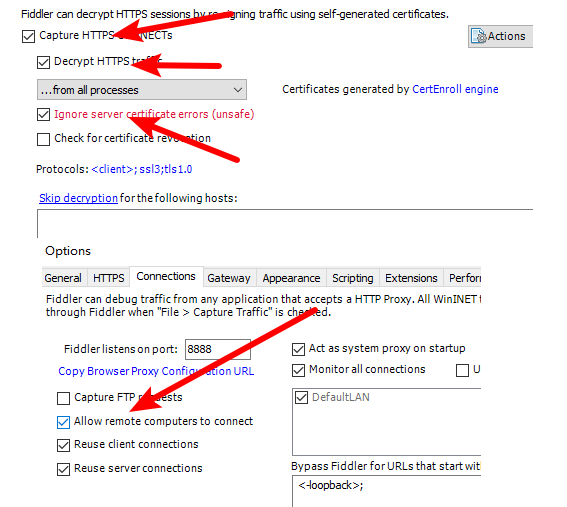 Fiddler can decrypt HTTPS sessions by re-signing traffic using self-generated certificates.
Capture HTTPS CONNECTs
Actions
Decrypt HTTPS traffic
...from all processes
Certificates generated by CertEnroll engine
Ignore server certificate errors (unsafe)
Check for certificate revocation
Protocols: <client>; ssl3;tls1.0
Skip decryption for the following hosts:
Options
General HTTPS Connections Gateway Appearance Scripting Extensions Perforr
Fiddler can debug traffic from any application that accepts a HTTP Proxy. All WinINET t
through Fiddler when "File > Capture Traffic" is checked.
Fiddler listens on port: 8888
Act as system proxy on startup
Copy Browser Proxy Configuration URL
Monitor all connections U
Capture FTP requests
DefaultLAN
Allow remote computers to connect
Reuse client connections
Reuse server connections
Bypass Fiddler for URLs that start wit
<-loopback>;